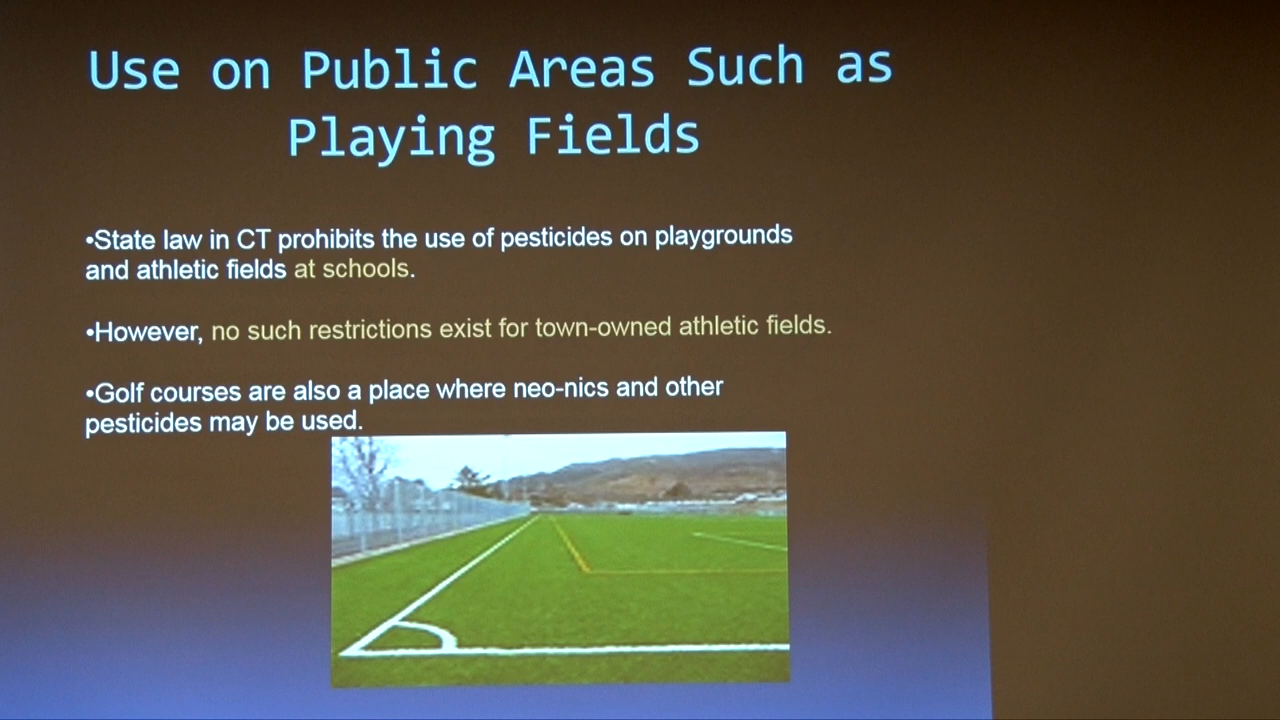 Use on Public Areas Such as
Playing Fields
•State law in CT prohibits the use of pesticides on playgrounds
and athletic fields at schools.
•However, no such restrictions exist for town-owned athletic fields.
•Golf courses are also a place where neo-nics and other
pesticides may be used.